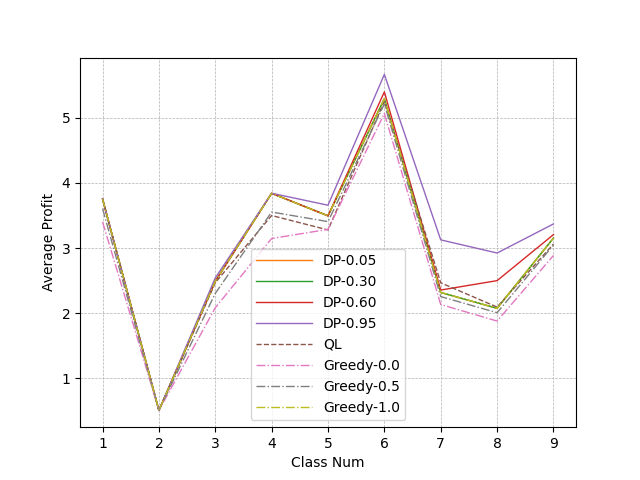 Average Profit
5
4
3
2
1
DP-0.05
DP-0.30
DP-0.60
DP-0.95
QL
Greedy-0.0
Greedy-0.5
Greedy-1.0
1 2 3 4 5 6 7 8 9
Class Num